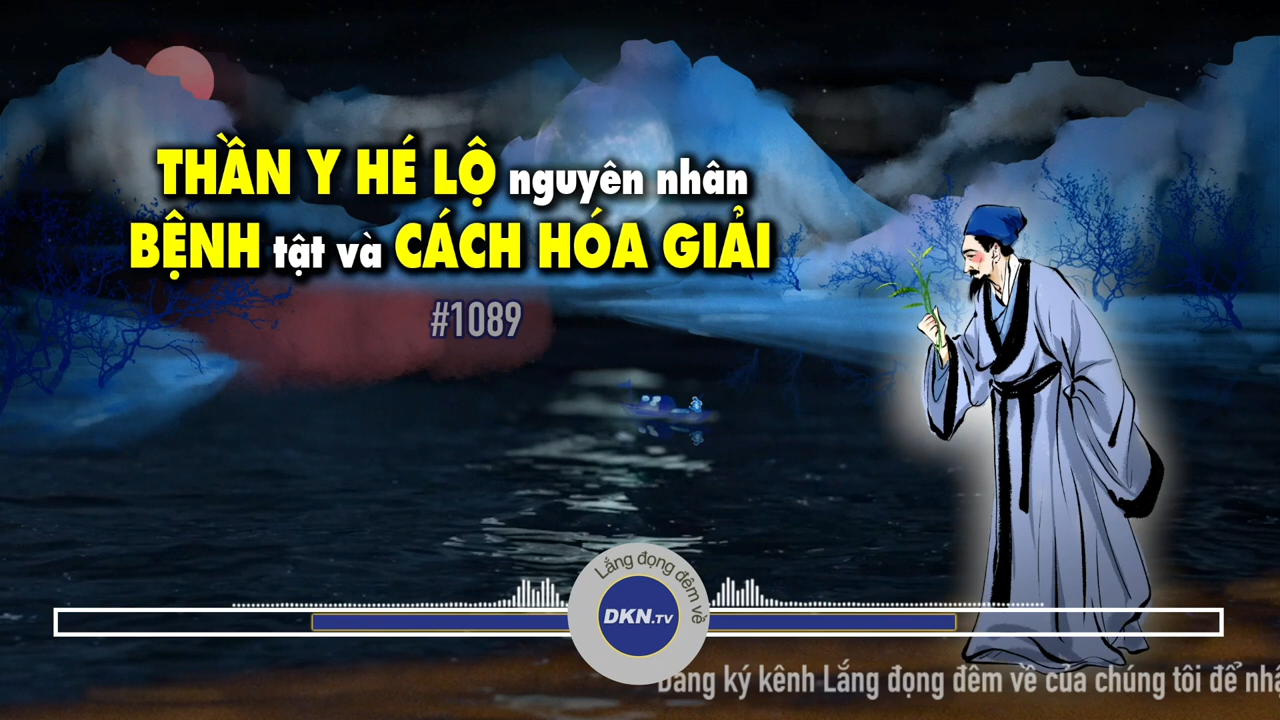 THẦN Y HÉ LỘ nguyên nhân
BỆNH tật và CÁCH HÓA GIẢI
#1089
Lắng đọng đêm về
DKN.TV
Đăng ký kênh Lắng đọng đêm về của chúng tôi để